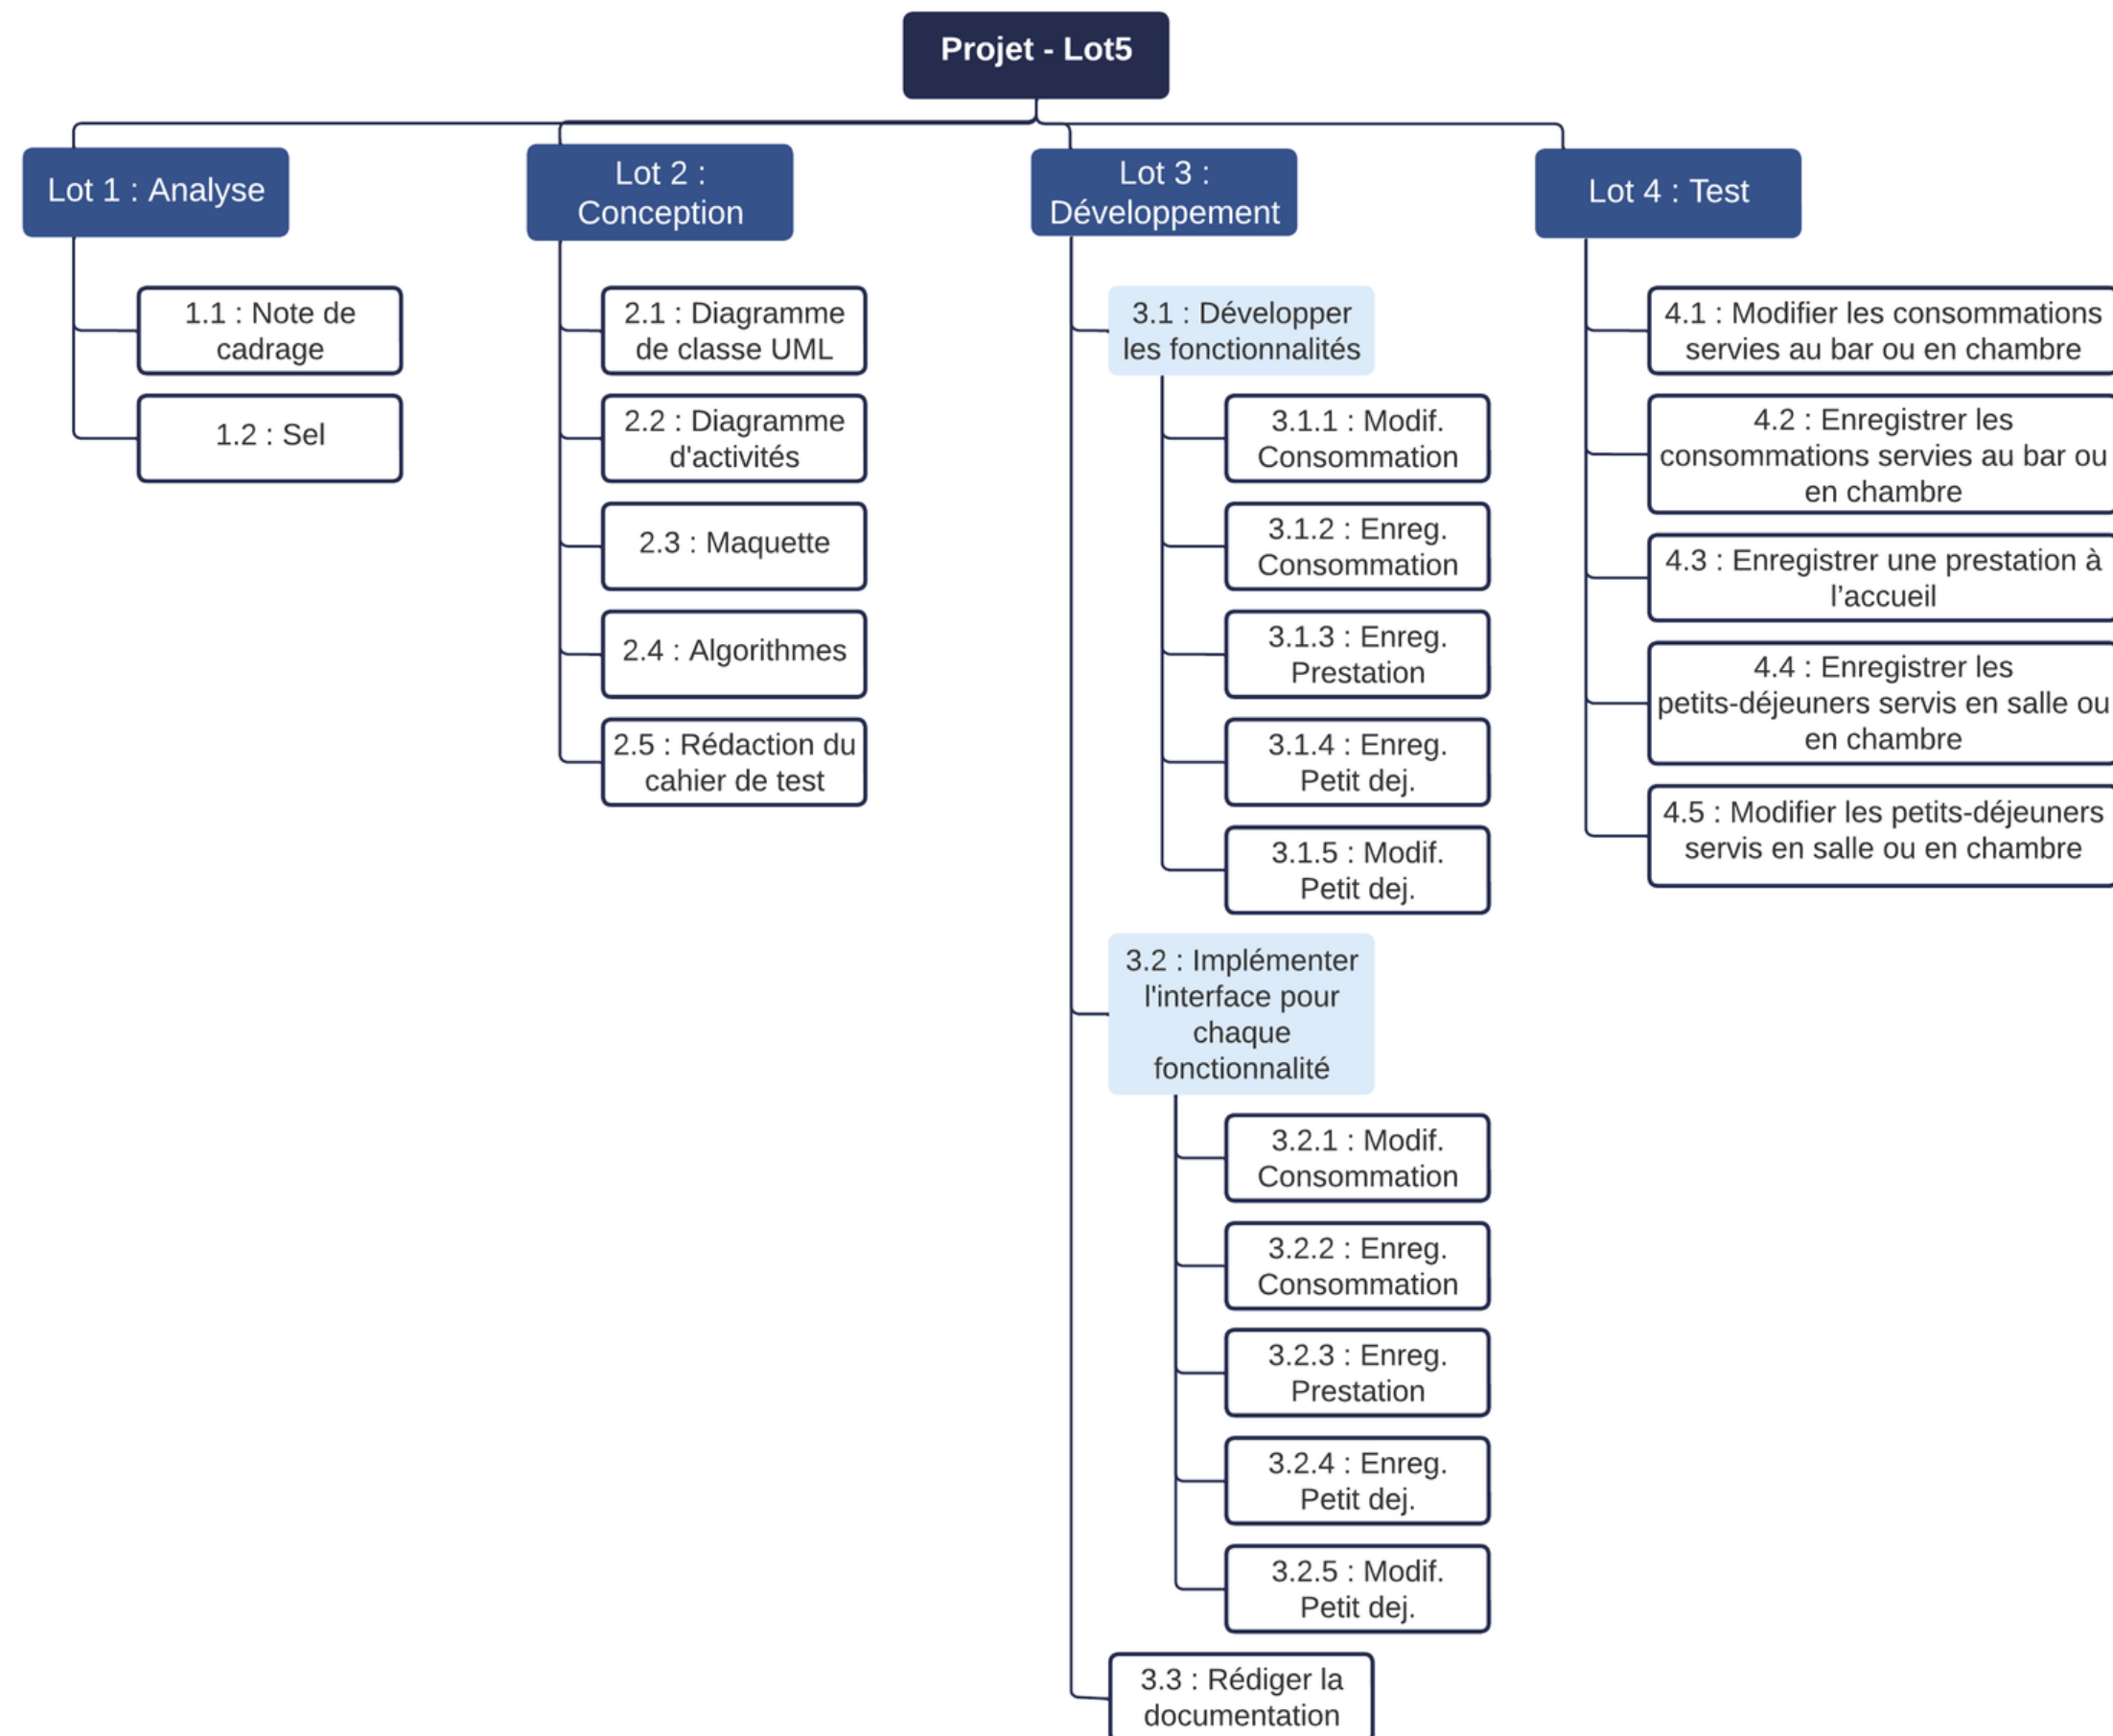 Projet - Lot5
Lot 1 : Analyse
1.1 : Note de
cadrage
1.2 : Sel
Lot 2 :
Conception
2.1 : Diagramme
de classe UML
2.2 : Diagramme
d'activités
2.3 : Maquette
2.4 : Algorithmes
2.5 : Rédaction du
cahier de test
Lot 3 :
Développement
3.1 : Développer
les fonctionnalités
3.1.1 : Modif.
Consommation
3.1.2 : Enreg.
Consommation
3.1.3 : Enreg.
Prestation
3.1.4 : Enreg.
Petit dej.
3.1.5 : Modif.
Petit dej.
3.2 : Implémenter
l'interface pour
chaque
fonctionnalité
3.2.1 : Modif.
Consommation
3.2.2 : Enreg.
Consommation
3.2.3 : Enreg.
Prestation
3.2.4 : Enreg.
Petit dej.
3.2.5 : Modif.
Petit dej.
3.3 : Rédiger la
documentation
Lot 4 : Test
4.1 : Modifier les consommations
servies au bar ou en chambre
4.2 : Enregistrer les
consommations servies au bar ou
en chambre
4.3 : Enregistrer une prestation à
l’accueil
4.4 : Enregistrer les
petits-déjeuners servis en salle ou
en chambre
4.5 : Modifier les petits-déjeuners
servis en salle ou en chambre